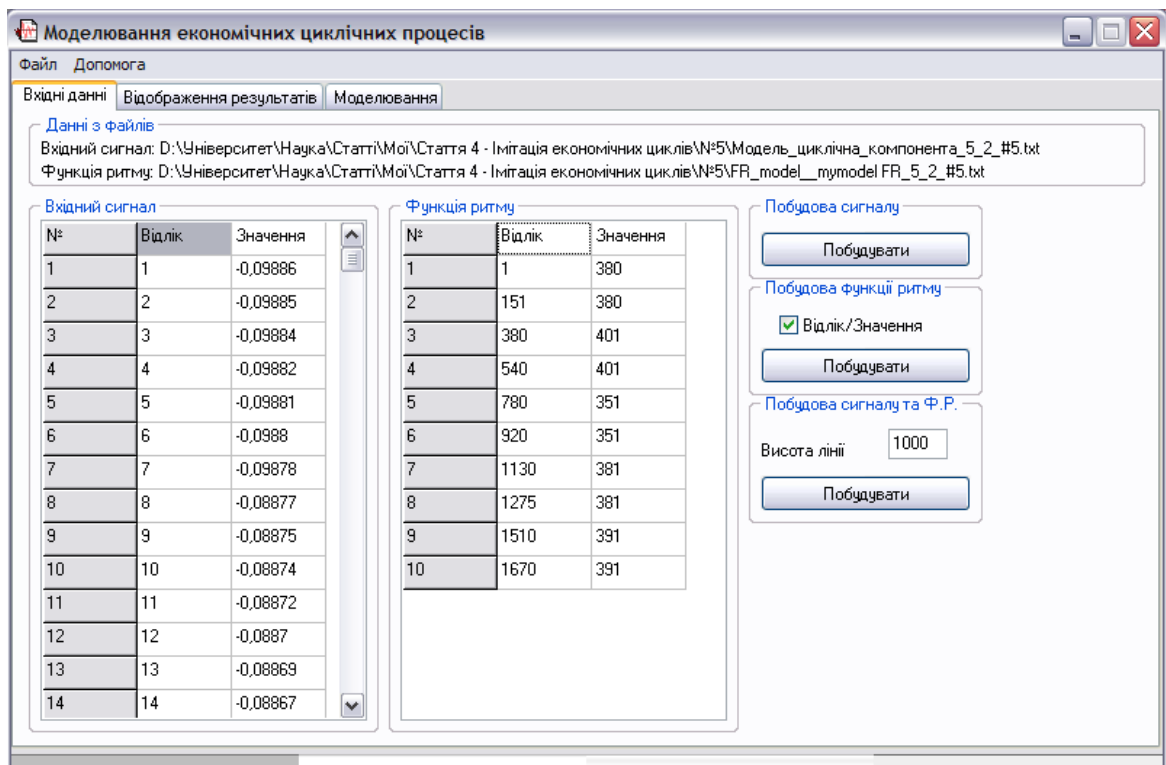 Моделювання економічних циклічних процесів
Файл Допомога
Вхідні данні Відображення результатів Моделювання
Данні з файлів
Вхідний сигнал: D:\Університет\Наука\Статті\Мої\Стаття 4 - Імітація економічних циклів\№5\Модель_циклічна_компонента_5_2_#5.txt
Функція ритму: D:\Університет\Наука\Статті\Мої\Стаття 4 - Імітація економічних циклів\№5\FR_model__mymodel FR_5_2_#5.txt
Вхідний сигнал
№ Відлік Значення
1 1 -0,09886
2 2 -0,09885
3 3 -0,09884
4 4 -0,09882
5 5 -0,09881
6 6 -0,0988
7 7 -0,09878
8 8 -0,08877
9 9 -0,08875
10 10 -0,08874
11 11 -0,08872
12 12 -0,0887
13 13 -0,08869
14 14 -0,08867
Функція ритму
№ Відлік Значення
1 1 380
2 151 380
3 380 401
4 540 401
5 780 351
6 920 351
7 1130 381
8 1275 381
9 1510 391
10 1670 391
Побудова сигналу
Побудувати
Побудова функції ритму
Відлік/Значення
Побудувати
Побудова сигналу та Ф.Р.
Висота лінії 1000
Побудувати